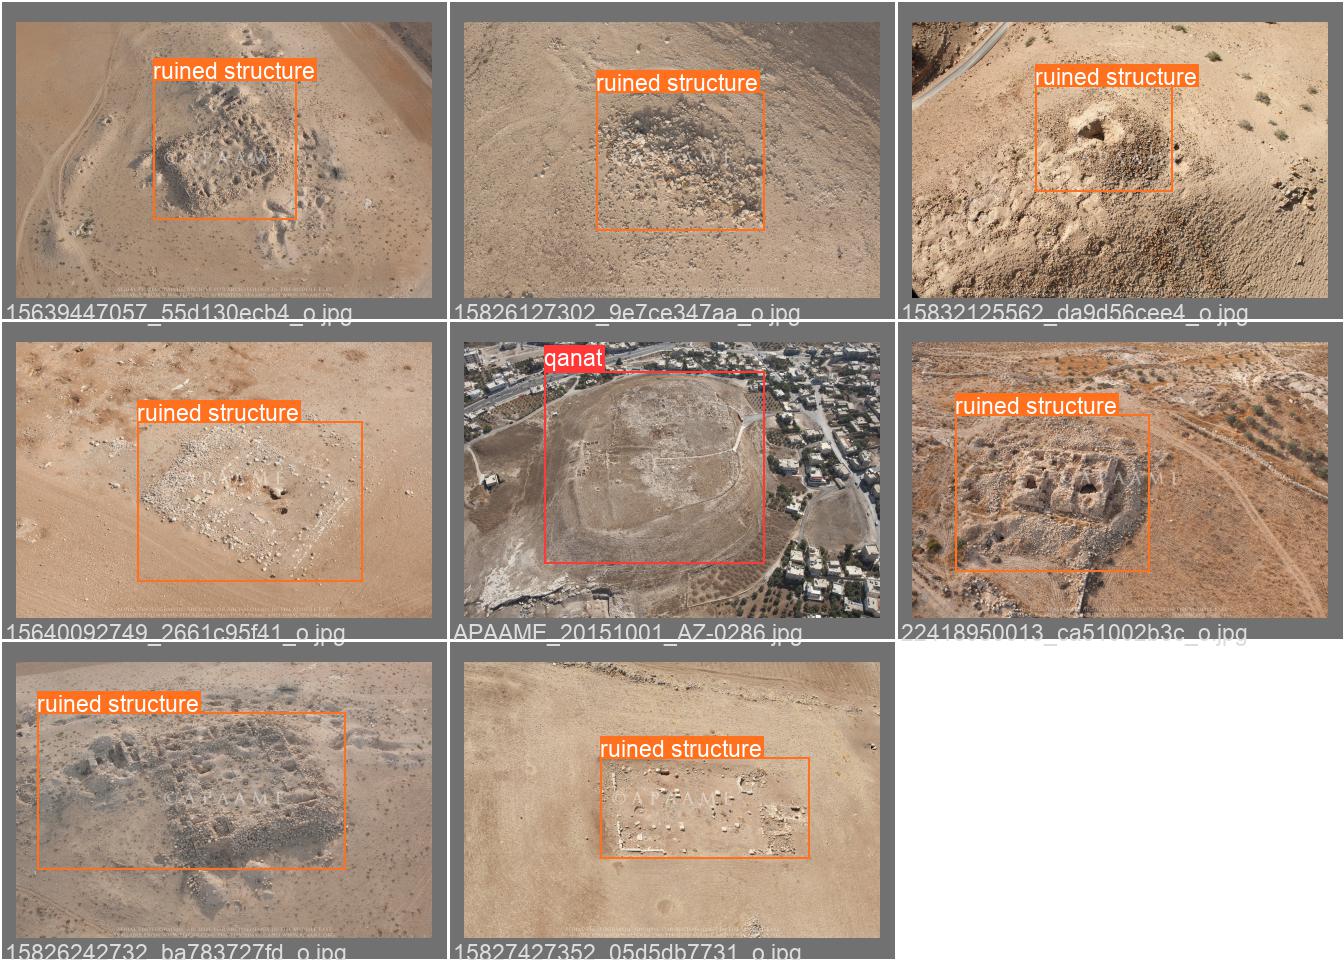 ruined structure
ruined structure
ruined structure
©APAAME
APAAME
APAAME
15639447057_55d130ecb4_o.jpg
15826127302_9e7ce347aa_o.jpg
15832125562_da9d56cee4_o.jpg
ruined structure
qanat
ruined structure
APAAME
APAAME
15640092749_2661c95f41_o.jpg
APAAME_20151001_AZ-0286.jpg
22418950013_ca51002b3c_o.jpg
ruined structure
ruined structure
©APAAME
©APAAME
15826242732_ba783727fd_o.jpg
15827427352_05d5db7731_o.jpg